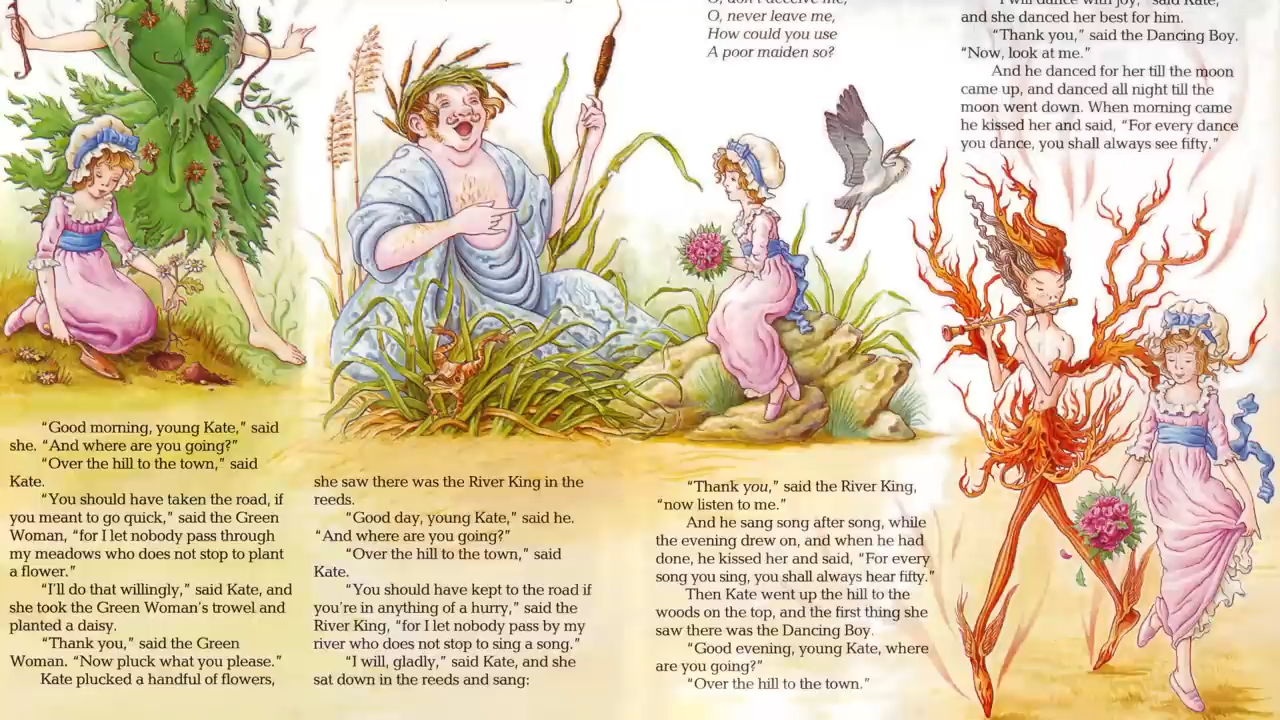 "Good morning, young Kate," said
she. "And where are you going?"
"Over the hill to the town," said
Kate.
"You should have taken the road, if
you meant to go quick," said the Green
Woman, "for I let nobody pass through
my meadows who does not stop to plant
a flower."
"I'll do that willingly," said Kate, and
she took the Green Woman's trowel and
planted a daisy.
"Thank you," said the Green
Woman. "Now pluck what you please."
Kate plucked a handful of flowers,
she saw there was the River King in the
reeds.
"Good day, young Kate," said he.
"And where are you going?"
"Over the hill to the town," said
Kate.
"You should have kept to the road if
you're in anything of a hurry," said the
River King, "for I let nobody pass by my
river who does not stop to sing a song."
"I will, gladly," said Kate, and she
sat down in the reeds and sang:
O, don't deceive me,
O, never leave me,
How could you use
A poor maiden so?
"Thank you," said the River King,
"now listen to me."
And he sang song after song, while
the evening drew on, and when he had
done, he kissed her and said, "For every
song you sing, you shall always hear fifty."
Then Kate went up the hill to the
woods on the top, and the first thing she
saw there was the Dancing Boy.
"Good evening, young Kate, where
are you going?"
"Over the hill to the town."
"I will dance with joy," said Kate,
and she danced her best for him.
"Thank you," said the Dancing Boy.
"Now, look at me."
And he danced for her till the moon
came up, and danced all night till the
moon went down. When morning came
he kissed her and said, "For every dance
you dance, you shall always see fifty."